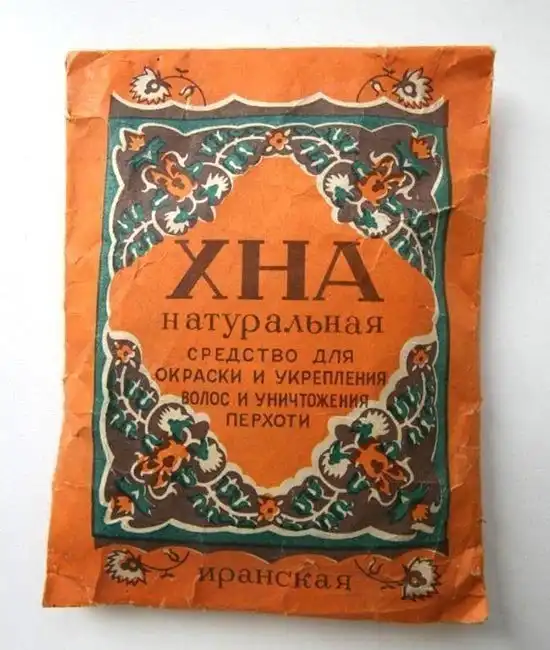 ХНА
натуральная
СРЕДСТВО ДЛЯ
ОКРАСКИ И УКРЕПЛЕНИЯ
ВОЛОС И УНИЧТОЖЕНИЯ
ПЕРХОТИ
иранская